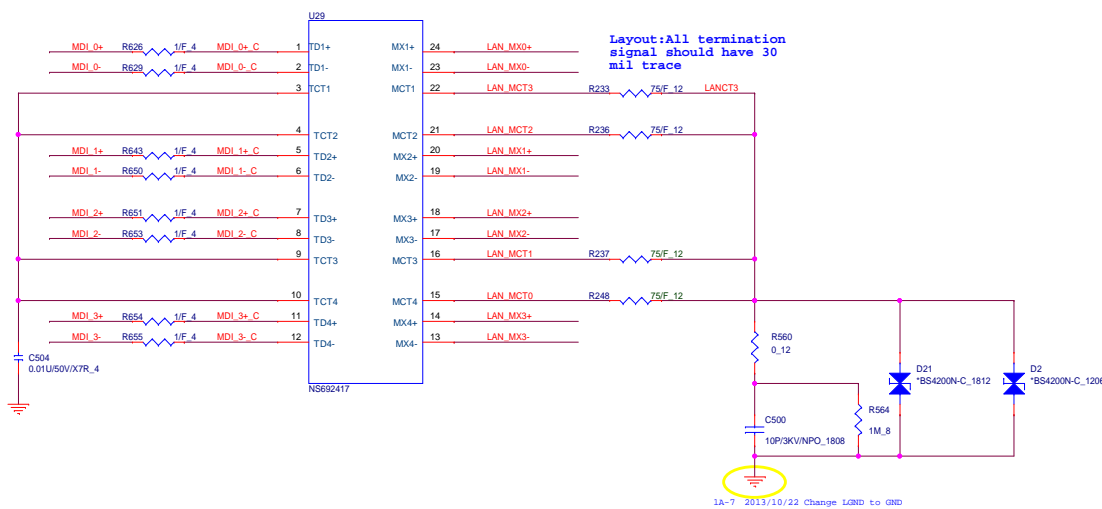 U29
Layout:All termination
signal should have 30
mil trace
MDI_0+ R626 1/F_4 MDI_0+_C 1 TD1+ MX1+ 24 LAN_MX0+
MDI_0- R629 1/F_4 MDI_0-_C 2 TD1- MX1- 23 LAN_MX0-
3 TCT1 MCT1 22 LAN_MCT3 R233 75/F_12 LANCT3
4 TCT2 MCT2 21 LAN_MCT2 R236 75/F_12
MDI_1+ R643 1/F_4 MDI_1+_C 5 TD2+ MX2+ 20 LAN_MX1+
MDI_1- R650 1/F_4 MDI_1-_C 6 TD2- MX2- 19 LAN_MX1-
MDI_2+ R651 1/F_4 MDI_2+_C 7 TD3+ MX3+ 18 LAN_MX2+
MDI_2- R653 1/F_4 MDI_2-_C 8 TD3- MX3- 17 LAN_MX2-
9 TCT3 MCT3 16 LAN_MCT1 R237 75/F_12
10 TCT4 MCT4 15 LAN_MCT0 R248 75/F_12
MDI_3+ R654 1/F_4 MDI_3+_C 11 TD4+ MX4+ 14 LAN_MX3+
MDI_3- R655 1/F_4 MDI_3-_C 12 TD4- MX4- 13 LAN_MX3-
R560
0_12
C504
0.01U/50V/X7R_4
D21
*BS4200N-C_1812
D2
*BS4200N-C_1206
NS692417
R564
1M_8
C500
10P/3KV/NPO_1808
1A-7 2013/10/22 Change LGND to GND